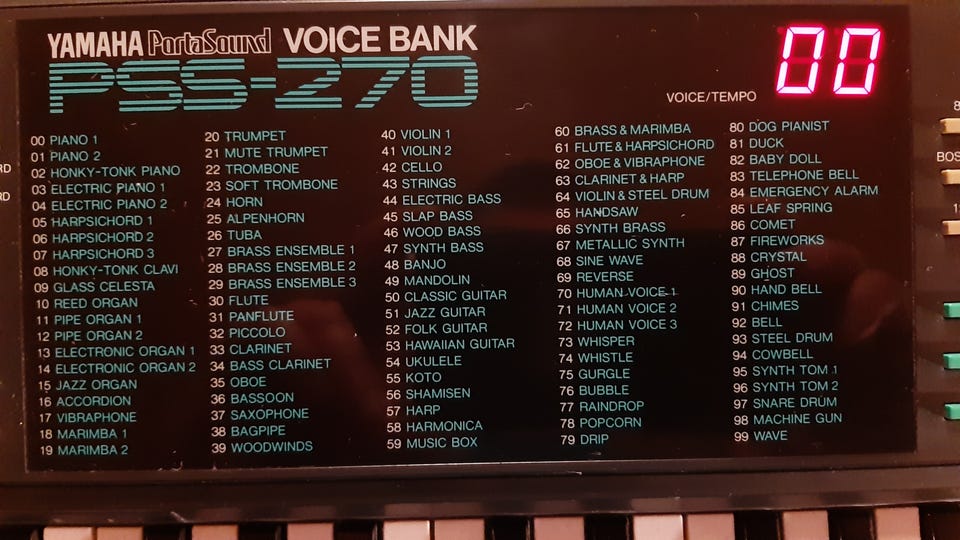 YAMAHA PortaSound VOICE BANK
PSS-270
00
VOICE/TEMPO
00 PIANO 1
01 PIANO 2
02 HONKY-TONK PIANO
03 ELECTRIC PIANO 1
04 ELECTRIC PIANO 2
05 HARPSICHORD 1
06 HARPSICHORD 2
07 HARPSICHORD 3
08 HONKY-TONK CLAVI
09 GLASS CELESTA
10 REED ORGAN
11 PIPE ORGAN 1
12 PIPE ORGAN 2
13 ELECTRONIC ORGAN 1
14 ELECTRONIC ORGAN 2
15 JAZZ ORGAN
16 ACCORDION
17 VIBRAPHONE
18 MARIMBA 1
19 MARIMBA 2
20 TRUMPET
21 MUTE TRUMPET
22 TROMBONE
23 SOFT TROMBONE
24 HORN
25 ALPENHORN
26 TUBA
27 BRASS ENSEMBLE 1
28 BRASS ENSEMBLE 2
29 BRASS ENSEMBLE 3
30 FLUTE
31 PANFLUTE
32 PICCOLO
33 CLARINET
34 BASS CLARINET
35 OBOE
36 BASSOON
37 SAXOPHONE
38 BAGPIPE
39 WOODWINDS
40 VIOLIN 1
41 VIOLIN 2
42 CELLO
43 STRINGS
44 ELECTRIC BASS
45 SLAP BASS
46 WOOD BASS
47 SYNTH BASS
48 BANJO
49 MANDOLIN
50 CLASSIC GUITAR
51 JAZZ GUITAR
52 FOLK GUITAR
53 HAWAIIAN GUITAR
54 UKULELE
55 KOTO
56 SHAMISEN
57 HARP
58 HARMONICA
59 MUSIC BOX
60 BRASS & MARIMBA
61 FLUTE & HARPSICHORD
62 OBOE & VIBRAPHONE
63 CLARINET & HARP
64 VIOLIN & STEEL DRUM
65 HANDSAW
66 SYNTH BRASS
67 METALLIC SYNTH
68 SINE WAVE
69 REVERSE
70 HUMAN VOICE 1
71 HUMAN VOICE 2
72 HUMAN VOICE 3
73 WHISPER
74 WHISTLE
75 GURGLE
76 BUBBLE
77 RAINDROP
78 POPCORN
79 DRIP
80 DOG PIANIST
81 DUCK
82 BABY DOLL
83 TELEPHONE BELL
84 EMERGENCY ALARM
85 LEAF SPRING
86 COMET
87 FIREWORKS
88 CRYSTAL
89 GHOST
90 HAND BELL
91 CHIMES
92 BELL
93 STEEL DRUM
94 COWBELL
95 SYNTH TOM 1
96 SYNTH TOM 2
97 SNARE DRUM
98 MACHINE GUN
99 WAVE